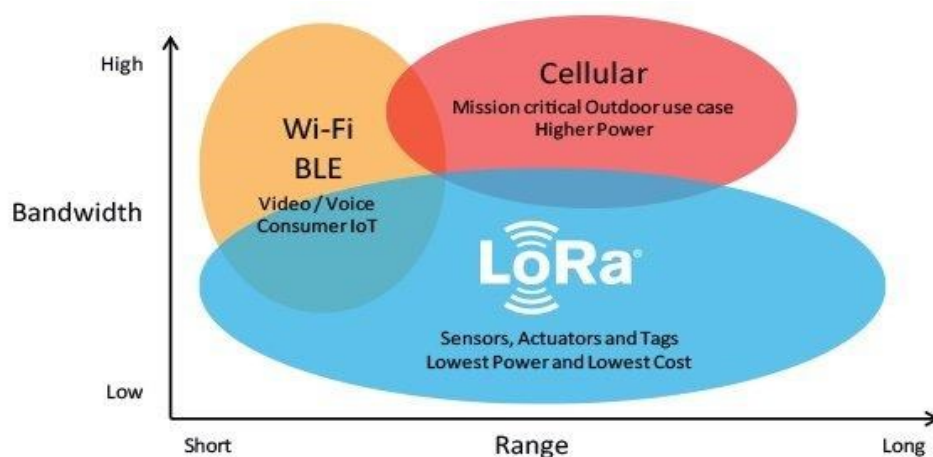 High
Cellular
Mission critical Outdoor use case
Higher Power
Wi-Fi
BLE
Video / Voice
Consumer IoT
Bandwidth
LoRa®
Sensors, Actuators and Tags
Lowest Power and Lowest Cost
Low
Short
Range
Long